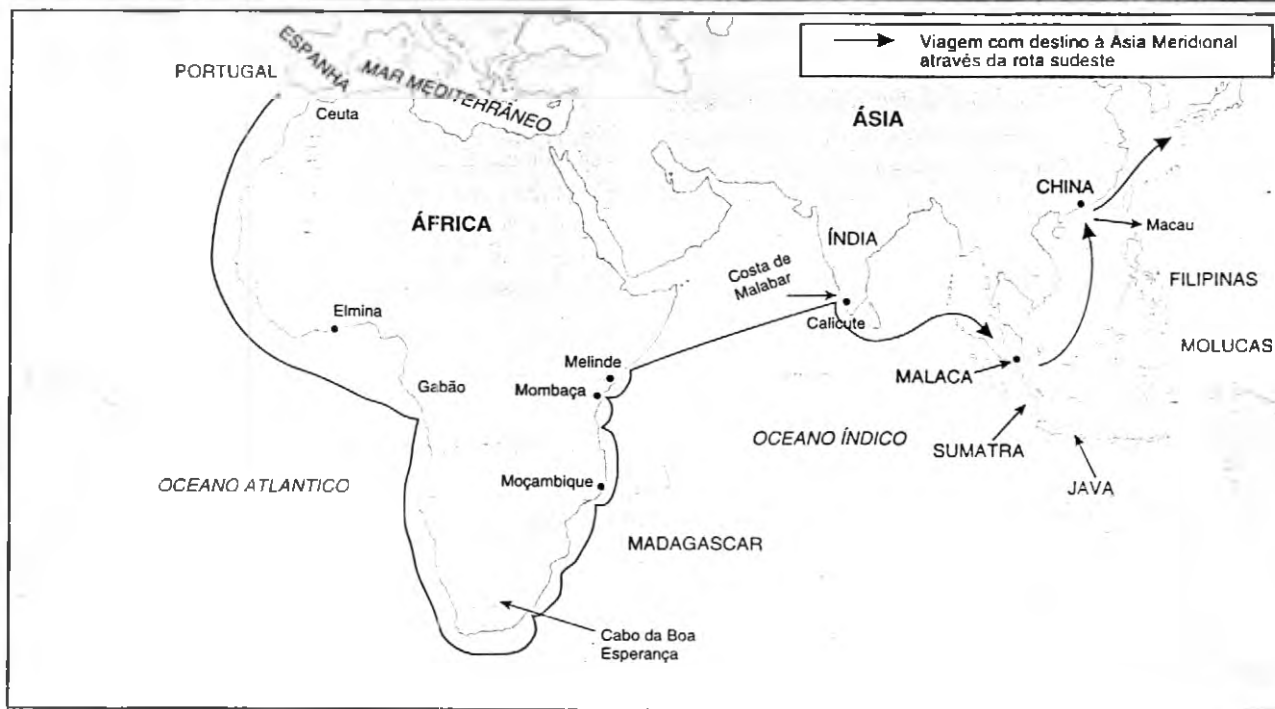 Viagem com destino à Asia Meridional
através da rota sudeste
PORTUGAL
ESPANHA
MAR MEDITERRÂNEO
Ceuta
ÁSIA
CHINA
Macau
ÁFRICA
ÍNDIA
Costa de
Malabar
FILIPINAS
Elmina
Calicute
MOLUCAS
Melinde
MALACA
Gabão
Mombaça
OCEANO ÍNDICO
SUMATRA
OCEANO ATLANTICO
Moçambique
JAVA
MADAGASCAR
Cabo da Boa
Esperança